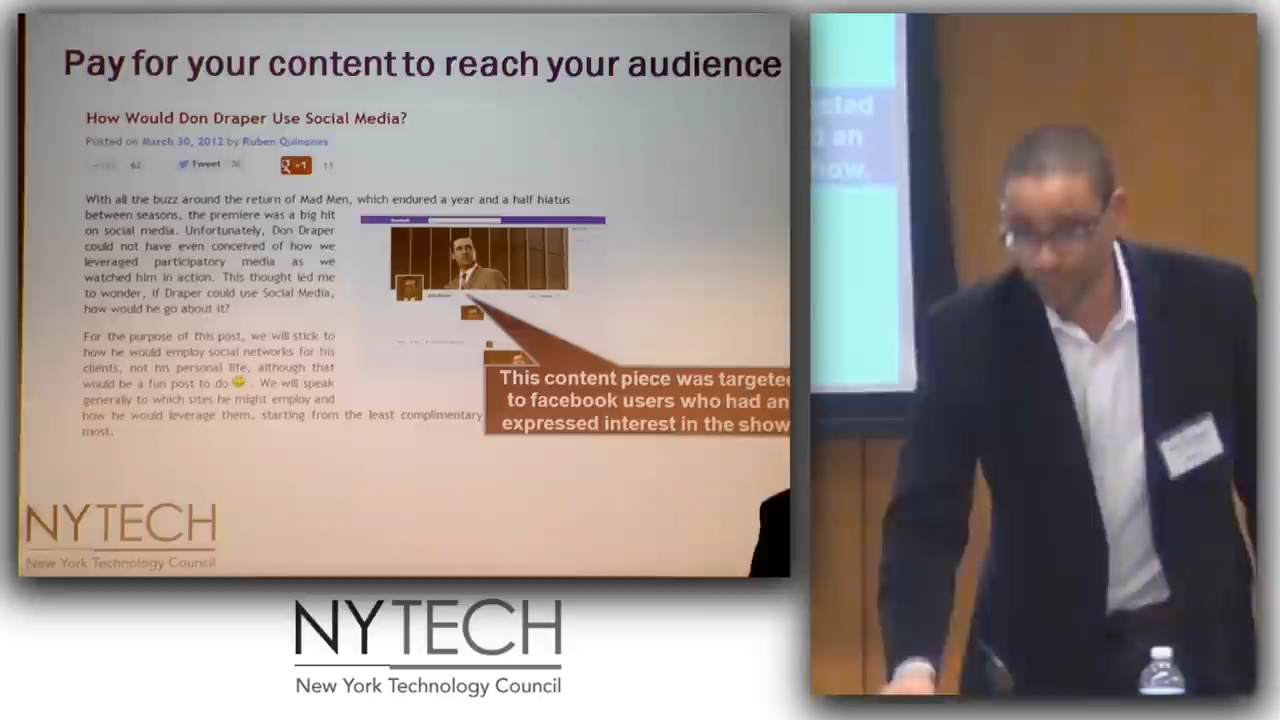 Pay for your content to reach your audience
How Would Don Draper Use Social Media?
Posted on March 30, 2012 by Ruben Quinones
62 Tweet 36 +1 11
With all the buzz around the return of Mad Men, which endured a year and a half hiatus
between seasons, the premiere was a big hit
on social media. Unfortunately, Don Draper
could not have even conceived of how we
leveraged participatory media as we
watched him in action. This thought led me
to wonder, if Draper could use Social Media,
how would he go about it?
For the purpose of this post, we will stick to
how he would employ social networks for his
clients, not his personal life, although that
would be a fun post to do . We will speak
generally to which sites he might employ and
how he would leverage them, starting from the least complimentary
most.
This content piece was targete
to facebook users who had an
expressed interest in the show
NYTECH
New York Technology Council
NYTECH
New York Technology Council
eted
d an
how.